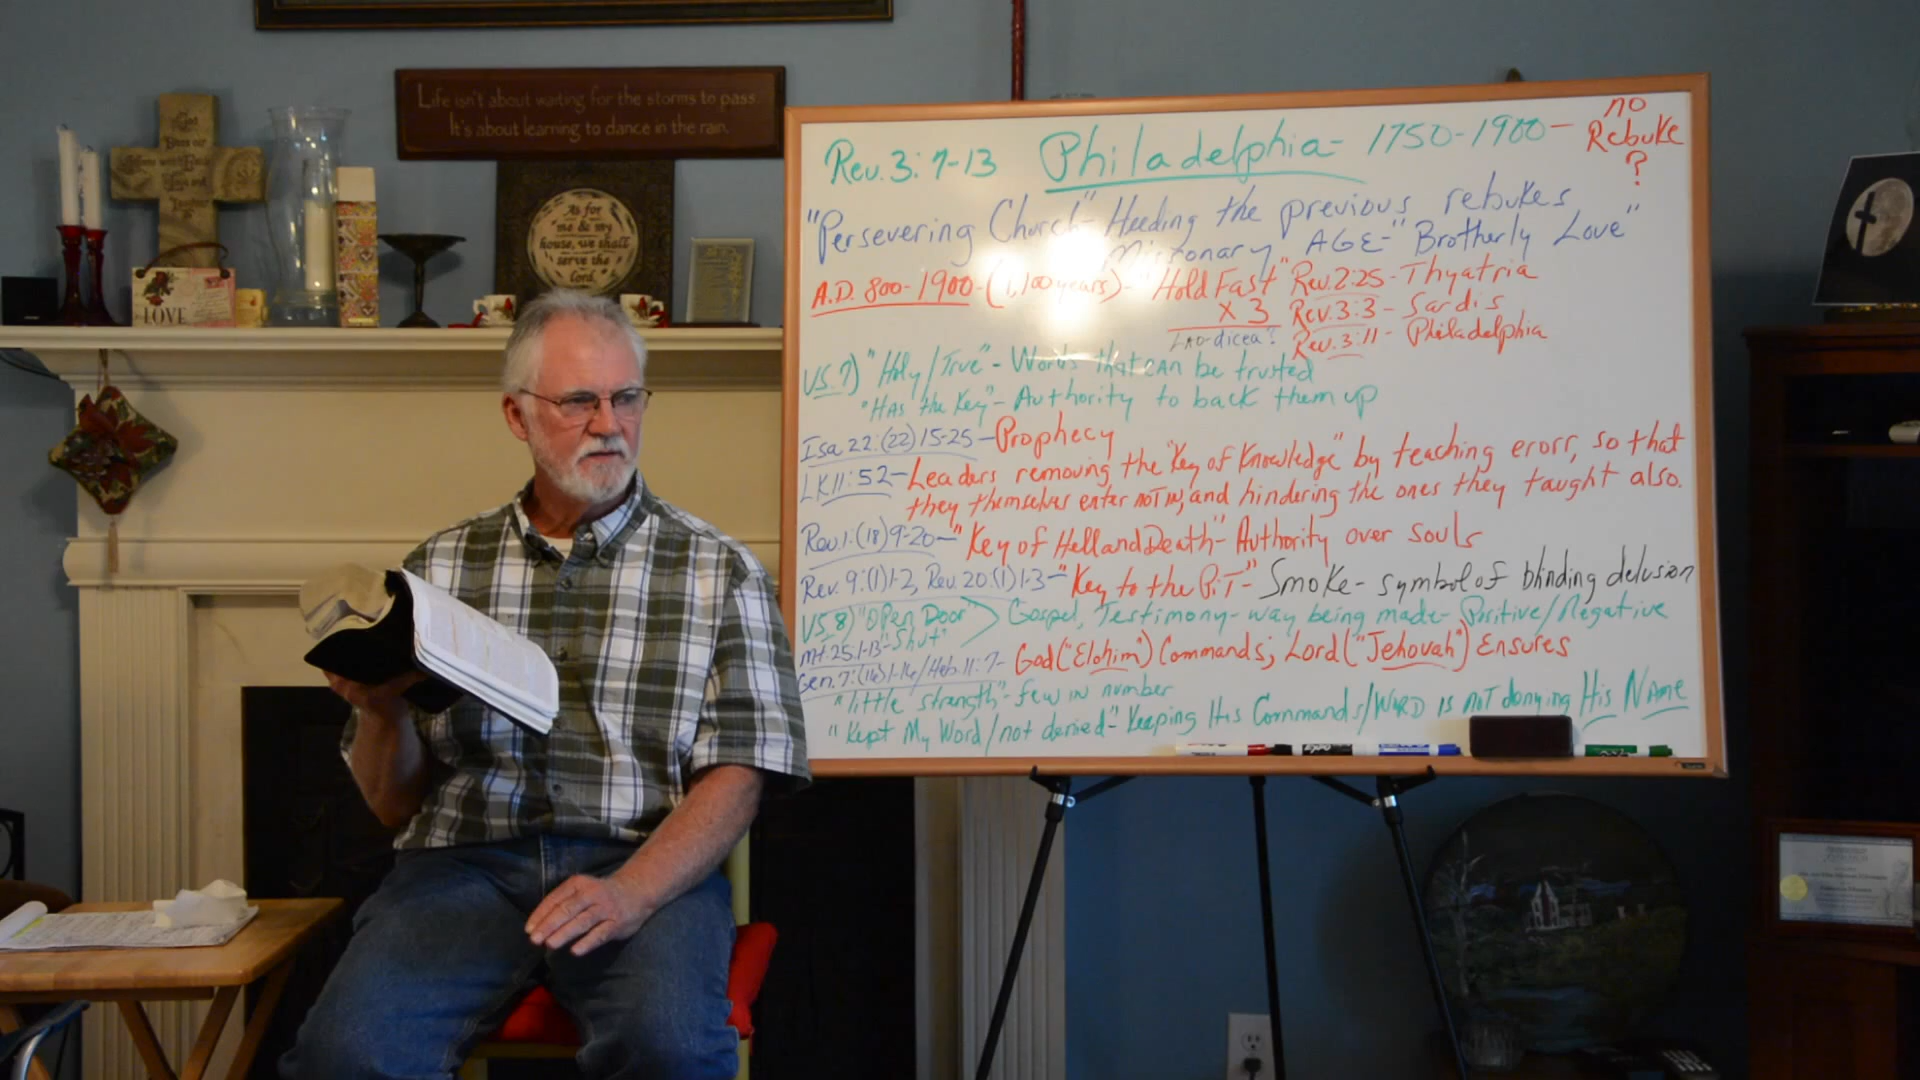 Life isn't about waiting for the storms to pass.
It's about learning to dance in the rain.
As for
me & my
house, we shall
serve the
Lord.
LOVE
Rev. 3:7-13 Philadelphia- 1750-1900- no Rebuke ?
"Persevering Church"- Heeding the previous rebukes
Missionary AGE- "Brotherly Love"
A.D. 800-1900-(1,100 years)- "Hold Fast" Rev. 2:25-Thyatria
X 3 Rev. 3:3- Sardis
LAO-dicea? Rev. 3:11- Philadelphia
VS. 7) "Holy/True"- Words that can be trusted
"HAs the Key"- Authority to back them up
Isa 22:(22) 15-25-Prophecy
LK 11:52-Leaders removing the "Key of Knowledge" by teaching erorr, so that
they themselves enter noT in, and hindering the ones they taught also.
Rev. 1:(18) 9-20-"Key of Hell and Death"- Authority over souls
Rev. 9:(1)1-2, Rev. 20:(1)1-3-"Key to the PiT"- Smoke- symbol of blinding delusion
VS. 8) "OPen Door" > Gospel, Testimony- way being made- Positive/Negative
Mt. 25:1-13-"Shut"
Gen. 7:(16)1-16/Heb. 11:7- God("Elohim") Commands; Lord("Jehovah") Ensures
"little strength"- few in number
"Kept My Word/not denied"- Keeping His Commands/WORD is noT denying His NAME